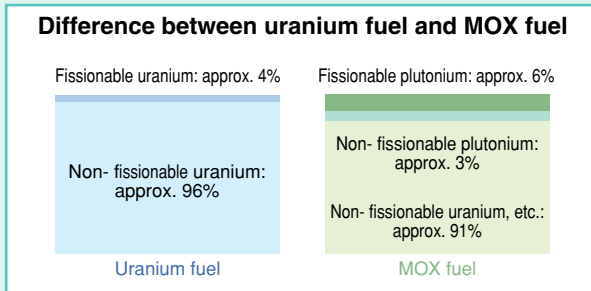 Difference between uranium fuel and MOX fuel
Fissionable uranium: approx. 4%
Non- fissionable uranium:
approx. 96%
Uranium fuel
Fissionable plutonium: approx. 6%
Non- fissionable plutonium:
approx. 3%
Non- fissionable uranium, etc.:
approx. 91%
MOX fuel